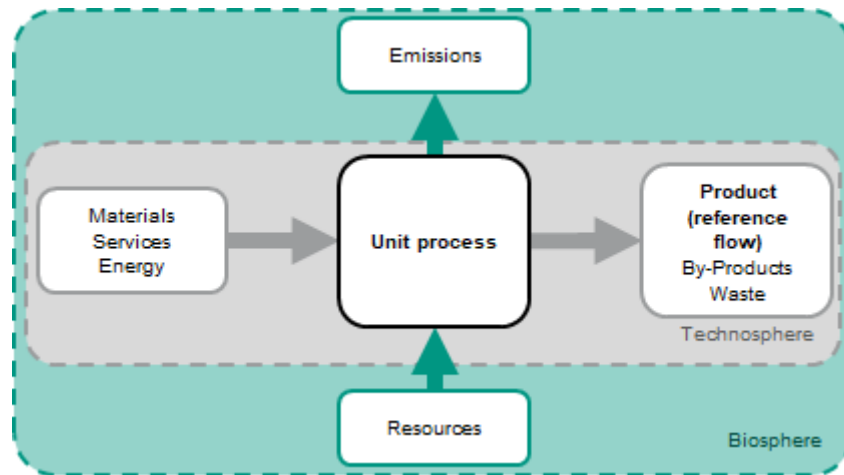 Emissions
Materials
Services
Energy
Unit process
Product
(reference
flow)
By-Products
Waste
Technosphere
Resources
Biosphere